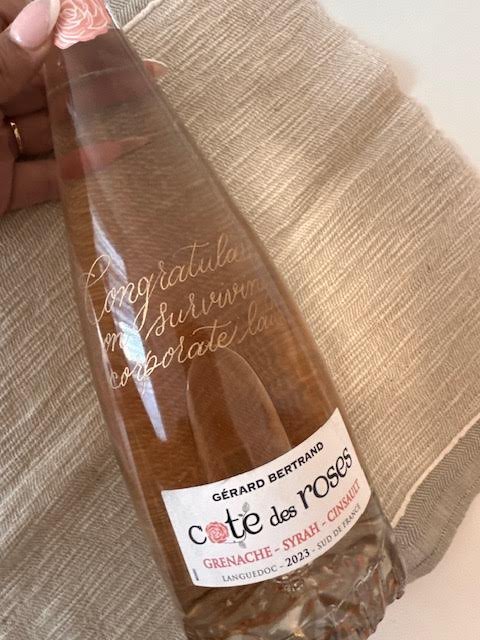 on
corporate
GÉRARD BERTRAND
cote des roses
GRENACHE - SYRAH - CINSAULT
LANGUEDOC - 2023 - SUD DE FRANCE